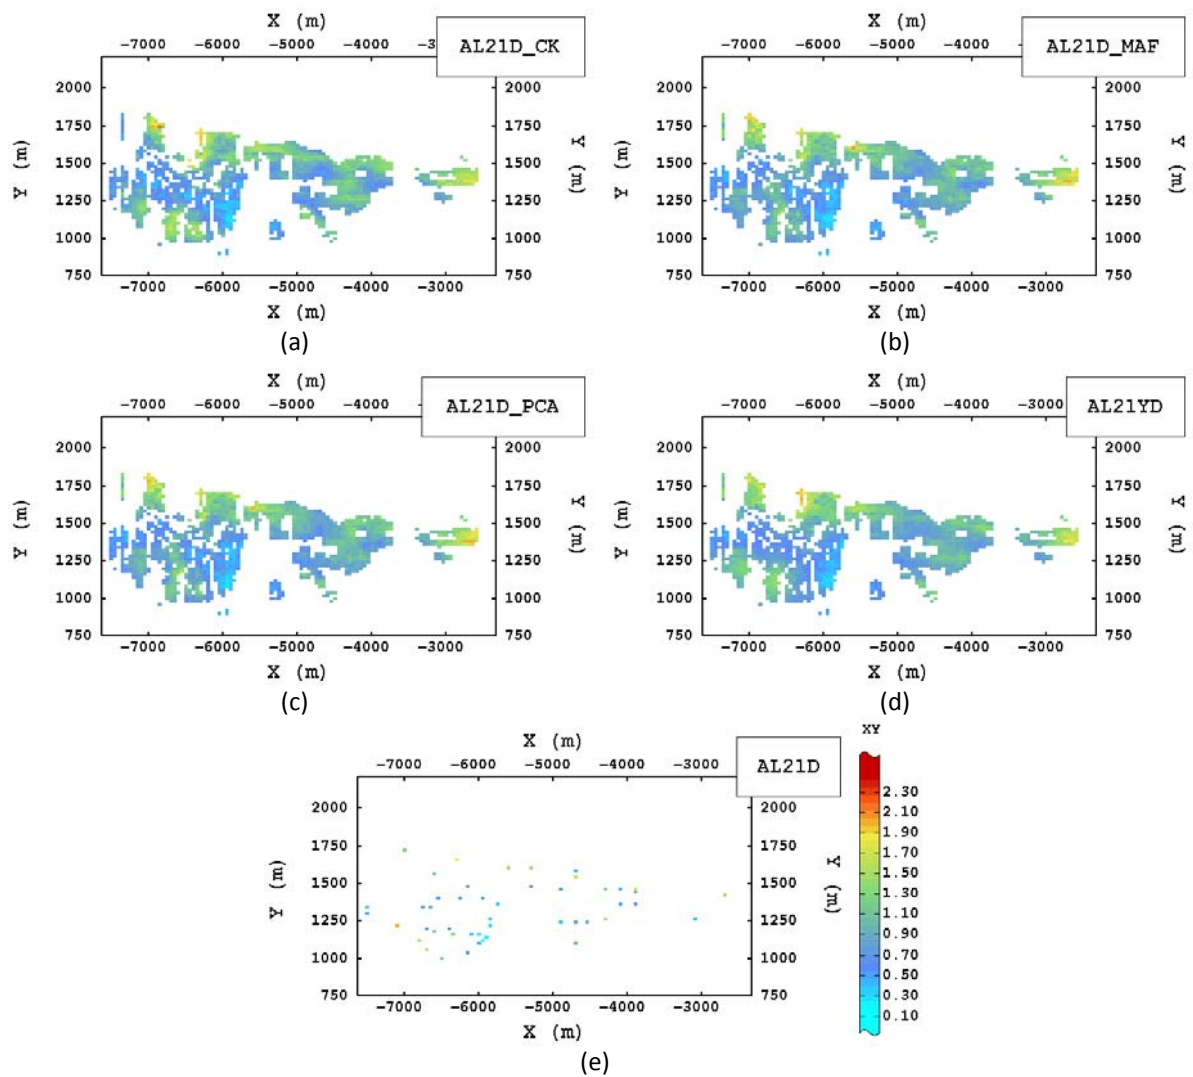 X (m)
−7000 −6000 −5000 −4000
AL21D_CK
2000 2000
1750 1750
1500 1500
1250 1250
1000 1000
750 750
Y (m)
Y (m)
−7000 −6000 −5000 −4000 −3000
X (m)
(a)
X (m)
−7000 −6000 −5000 −4000
AL21D_MAF
2000 2000
1750 1750
1500 1500
1250 1250
1000 1000
750 750
Y (m)
Y (m)
−7000 −6000 −5000 −4000 −3000
X (m)
(b)
X (m)
−7000 −6000 −5000 −4000
AL21D_PCA
2000 2000
1750 1750
1500 1500
1250 1250
1000 1000
750 750
Y (m)
Y (m)
−7000 −6000 −5000 −4000 −3000
X (m)
(c)
X (m)
−7000 −6000 −5000 −4000 −3000
AL21YD
2000 2000
1750 1750
1500 1500
1250 1250
1000 1000
750 750
Y (m)
Y (m)
−7000 −6000 −5000 −4000 −3000
X (m)
(d)
X (m)
−7000 −6000 −5000 −4000 −3000
AL21D
2000 2000
1750 1750
1500 1500
1250 1250
1000 1000
750 750
Y (m)
Y (m)
−7000 −6000 −5000 −4000 −3000
X (m)
XY
2.30
2.10
1.90
1.70
1.50
1.30
1.10
0.90
0.70
0.50
0.30
0.10
(e)